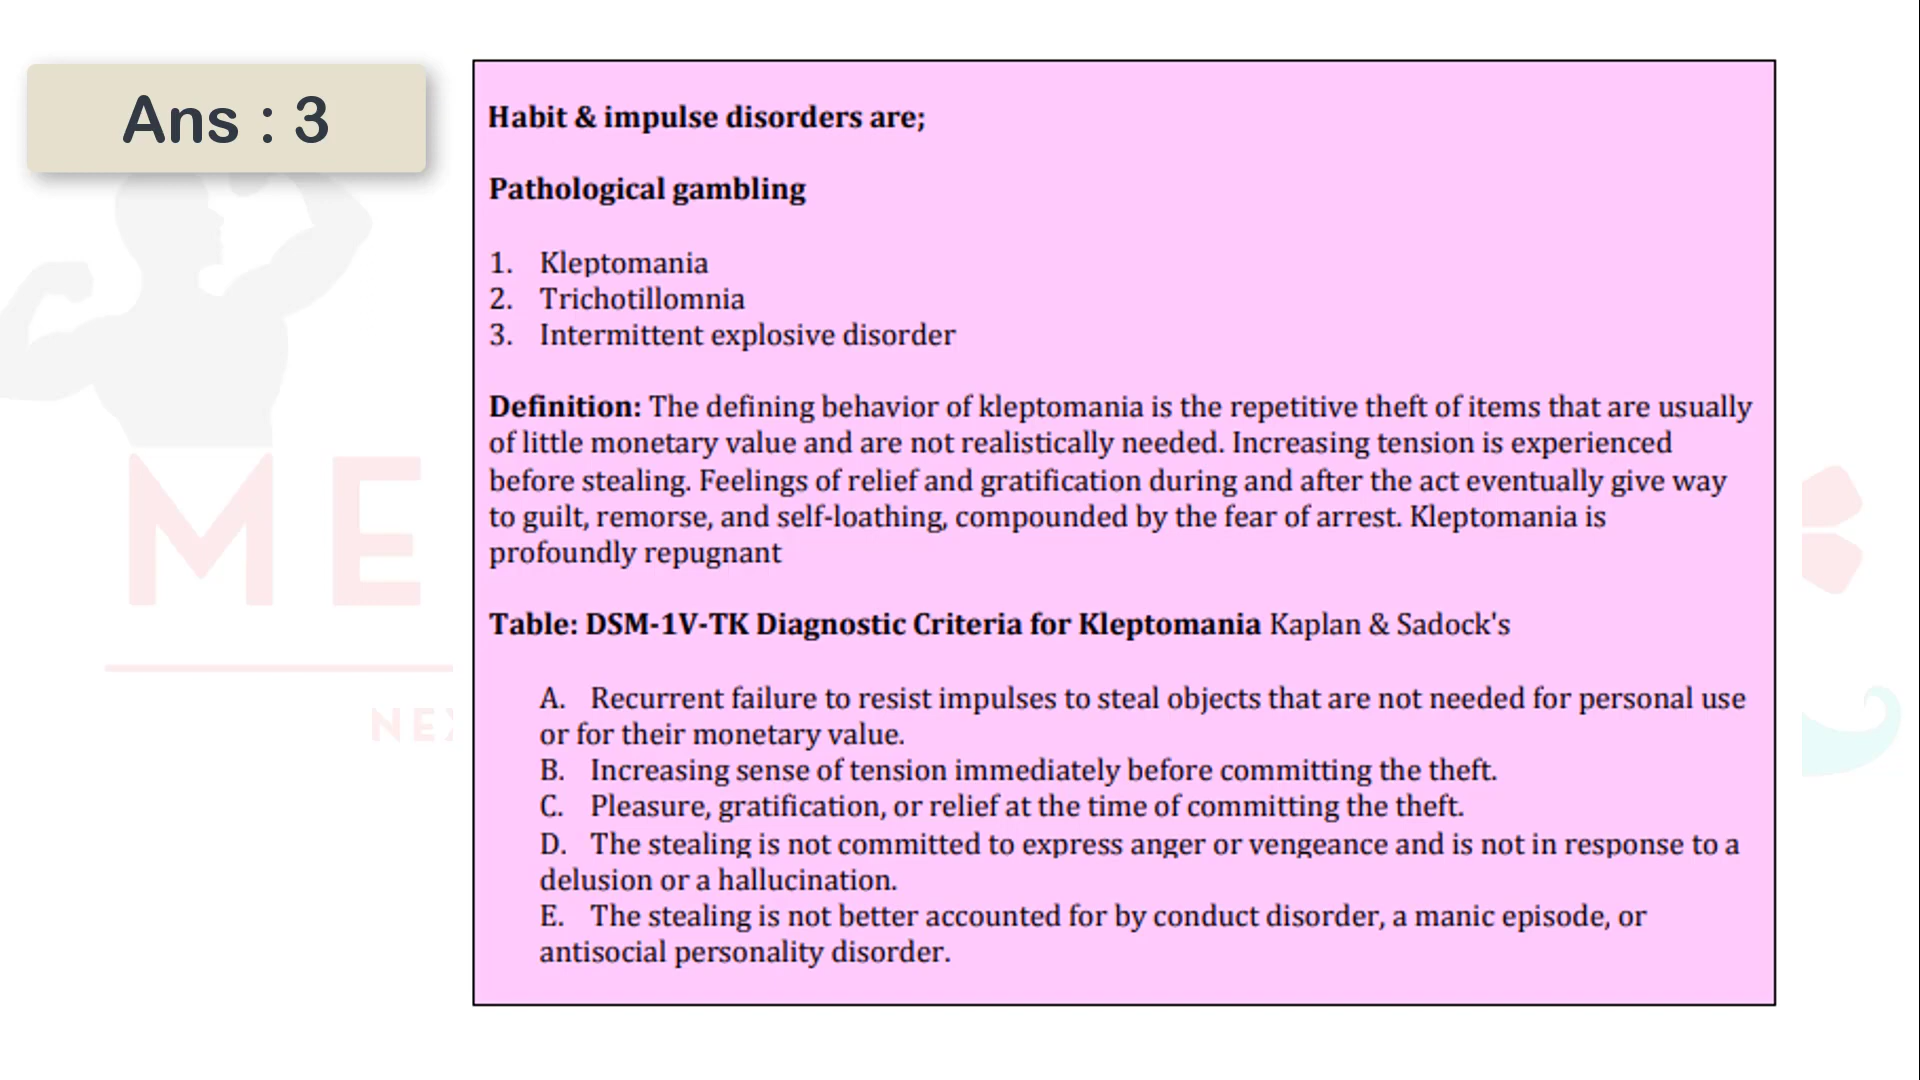 Ans : 3
Habit & impulse disorders are;
Pathological gambling
1. Kleptomania
2. Trichotillomnia
3. Intermittent explosive disorder
Definition: The defining behavior of kleptomania is the repetitive theft of items that are usually
of little monetary value and are not realistically needed. Increasing tension is experienced
before stealing. Feelings of relief and gratification during and after the act eventually give way
to guilt, remorse, and self-loathing, compounded by the fear of arrest. Kleptomania is
profoundly repugnant
Table: DSM-1V-TK Diagnostic Criteria for Kleptomania Kaplan & Sadock's
A. Recurrent failure to resist impulses to steal objects that are not needed for personal use
or for their monetary value.
B. Increasing sense of tension immediately before committing the theft.
C. Pleasure, gratification, or relief at the time of committing the theft.
D. The stealing is not committed to express anger or vengeance and is not in response to a
delusion or a hallucination.
E. The stealing is not better accounted for by conduct disorder, a manic episode, or
antisocial personality disorder.